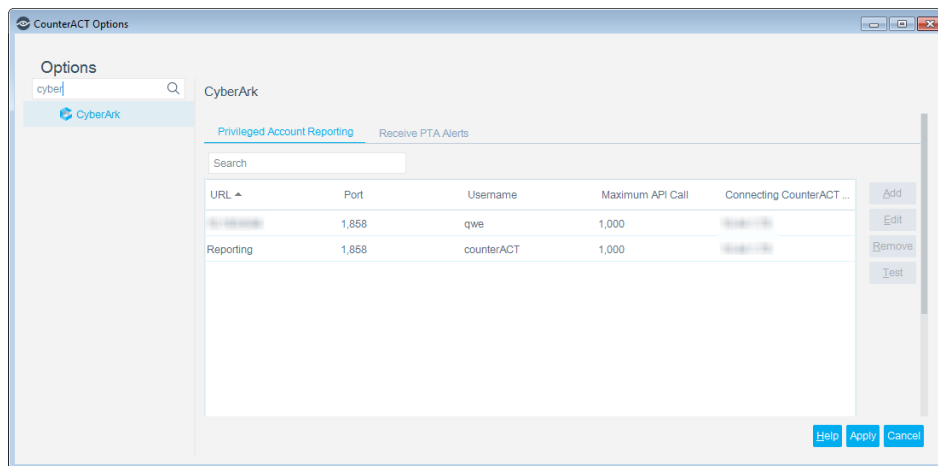 CounterACT Options
Options
cyber
CyberArk
CyberArk
Privileged Account Reporting Receive PTA Alerts
Search
URL Port Username Maximum API Call Connecting CounterACT ...
1,858 qwe 1,000
Reporting 1,858 counterACT 1,000
Add
Edit
Remove
Test
Help Apply Cancel